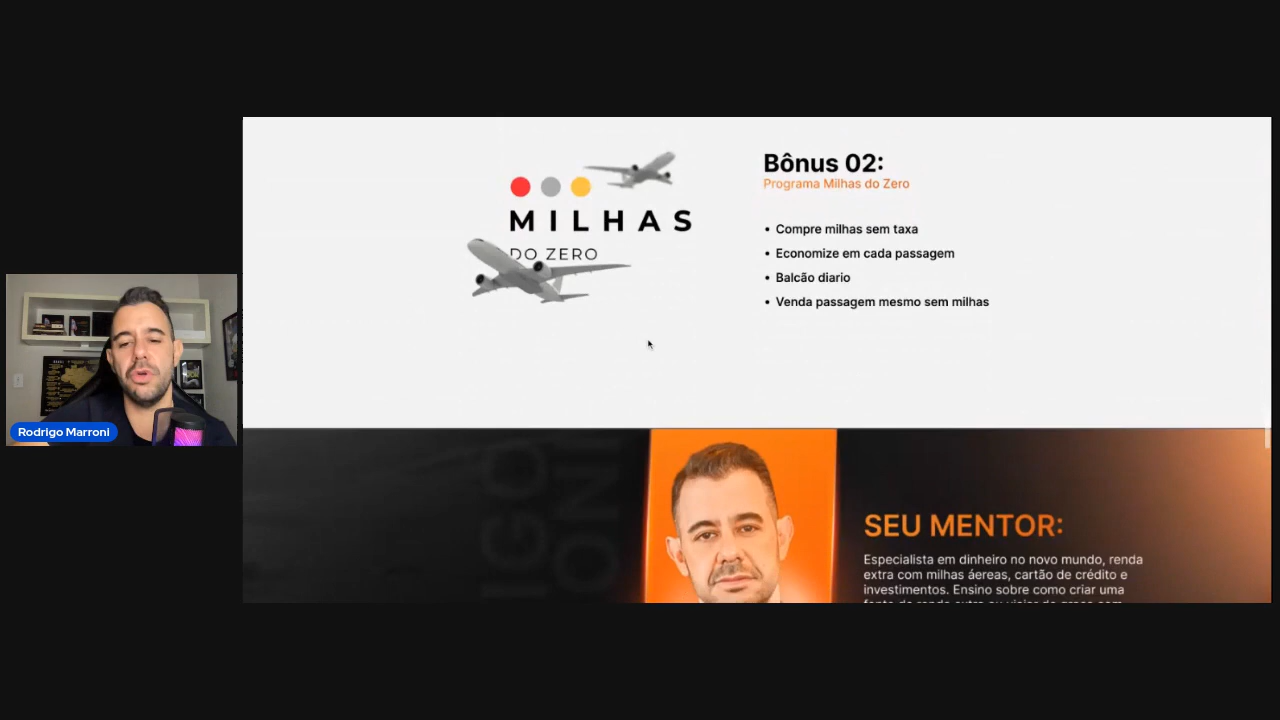 MILHAS
DO ZERO
Bônus 02:
Programa Milhas do Zero
• Compre milhas sem taxa
• Economize em cada passagem
• Balcão diario
• Venda passagem mesmo sem milhas
Rodrigo Marroni
SEU MENTOR:
Especialista em dinheiro no novo mundo, renda
extra com milhas áereas, cartão de crédito e
investimentos. Ensino sobre como criar uma